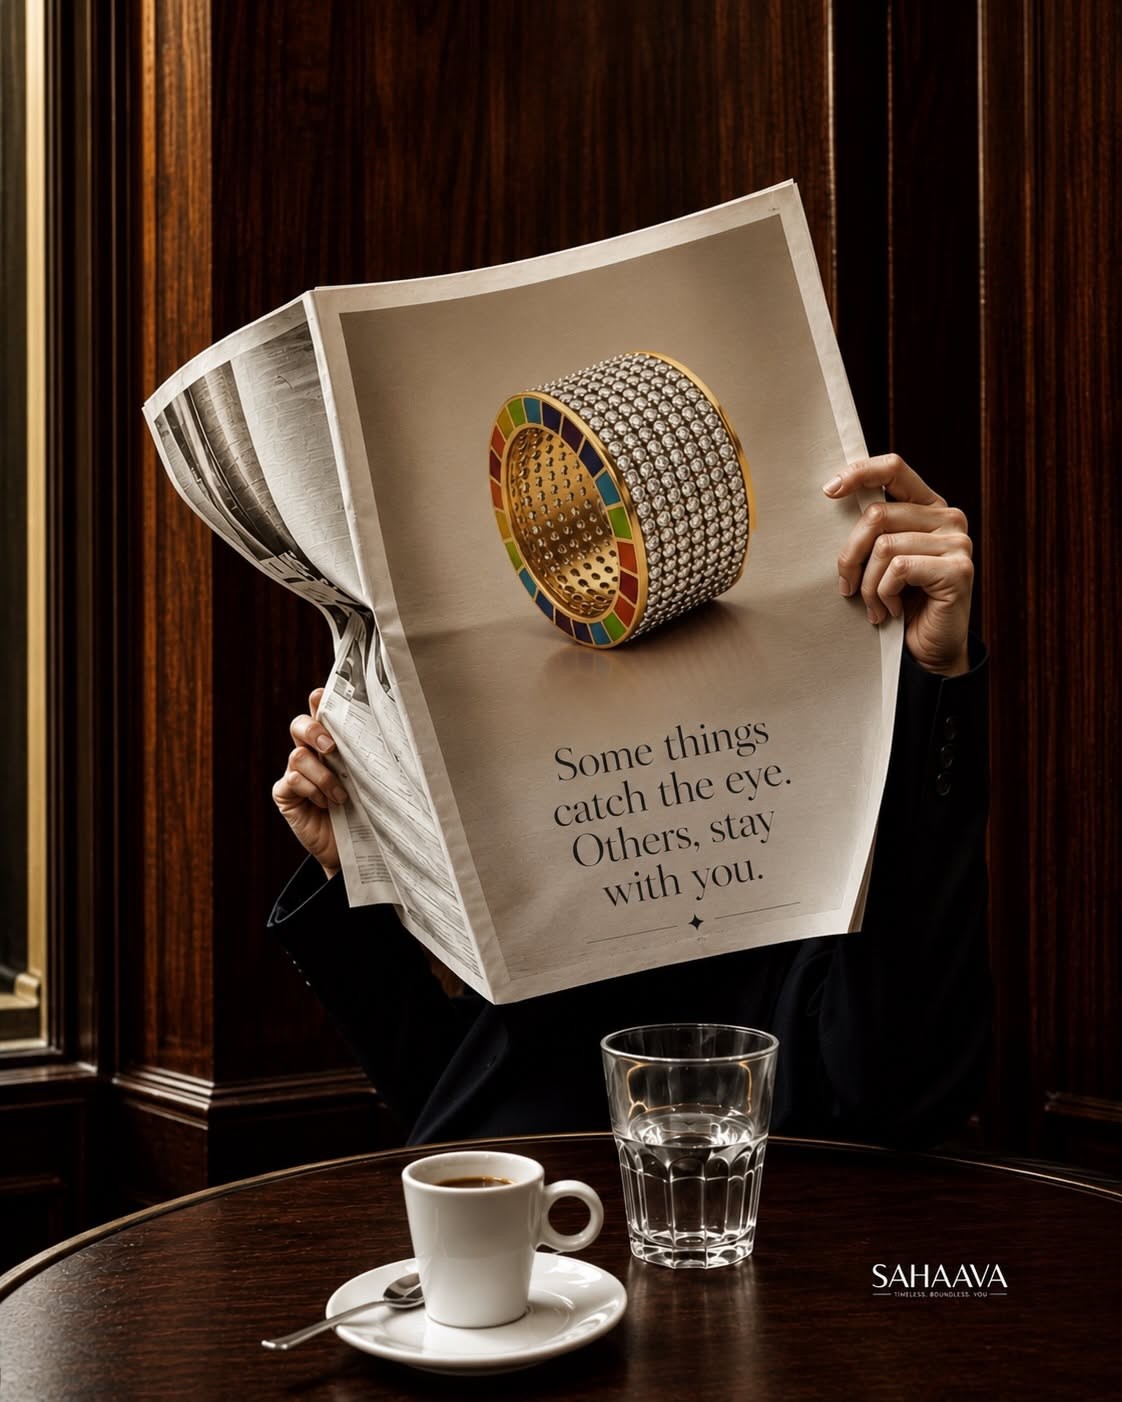 Some things
catch the eye.
Others, stay
with you.
SAHAAVA
TIMELESS. BOUNDLESS. YOU